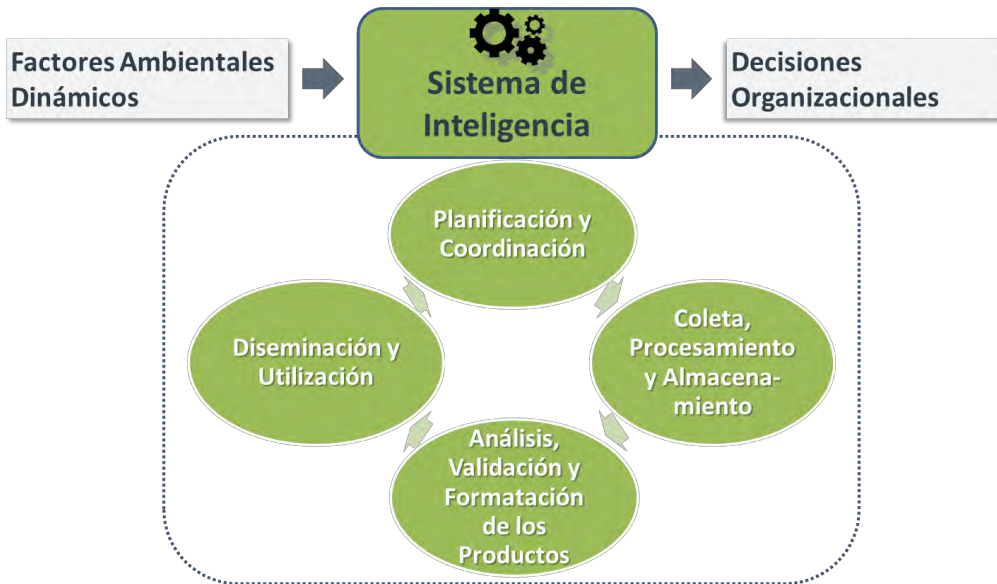 Factores Ambientales
Dinámicos
Sistema de
Inteligencia
Decisiones
Organizacionales
Planificación y
Coordinación
Coleta,
Procesamiento
y Almacena-
miento
Análisis,
Validación y
Formatación
de los
Productos
Diseminación y
Utilización